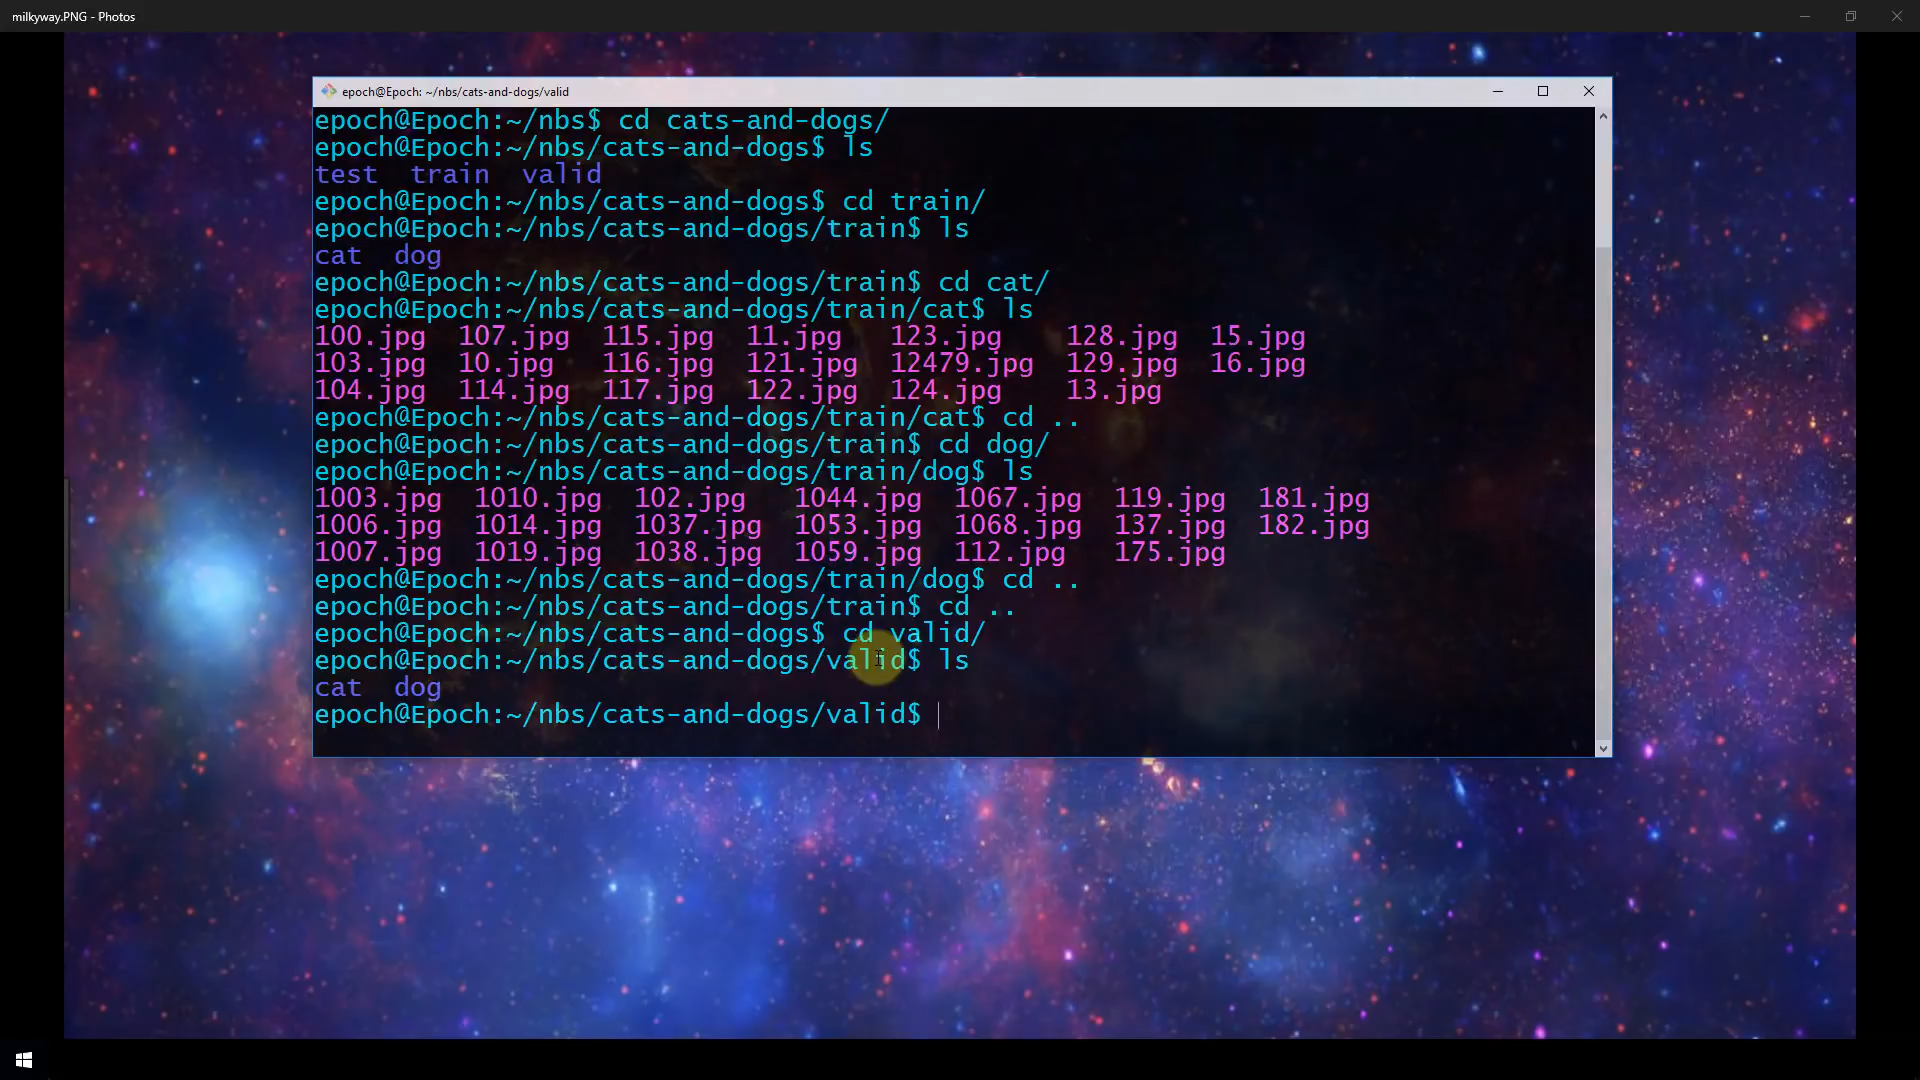 milkyway.PNG - Photos
epoch@Epoch: ~/nbs/cats-and-dogs/valid
epoch@Epoch:~/nbs$ cd cats-and-dogs/
epoch@Epoch:~/nbs/cats-and-dogs$ ls
test  train  valid
epoch@Epoch:~/nbs/cats-and-dogs$ cd train/
epoch@Epoch:~/nbs/cats-and-dogs/train$ ls
cat  dog
epoch@Epoch:~/nbs/cats-and-dogs/train$ cd cat/
epoch@Epoch:~/nbs/cats-and-dogs/train/cat$ ls
100.jpg  107.jpg  115.jpg  11.jpg   123.jpg    128.jpg  15.jpg
103.jpg  10.jpg   116.jpg  121.jpg  12479.jpg  129.jpg  16.jpg
104.jpg  114.jpg  117.jpg  122.jpg  124.jpg    13.jpg
epoch@Epoch:~/nbs/cats-and-dogs/train/cat$ cd ..
epoch@Epoch:~/nbs/cats-and-dogs/train$ cd dog/
epoch@Epoch:~/nbs/cats-and-dogs/train/dog$ ls
1003.jpg  1010.jpg  102.jpg   1044.jpg  1067.jpg  119.jpg  181.jpg
1006.jpg  1014.jpg  1037.jpg  1053.jpg  1068.jpg  137.jpg  182.jpg
1007.jpg  1019.jpg  1038.jpg  1059.jpg  112.jpg   175.jpg
epoch@Epoch:~/nbs/cats-and-dogs/train/dog$ cd ..
epoch@Epoch:~/nbs/cats-and-dogs/train$ cd ..
epoch@Epoch:~/nbs/cats-and-dogs$ cd valid/
epoch@Epoch:~/nbs/cats-and-dogs/valid$ ls
cat  dog
epoch@Epoch:~/nbs/cats-and-dogs/valid$